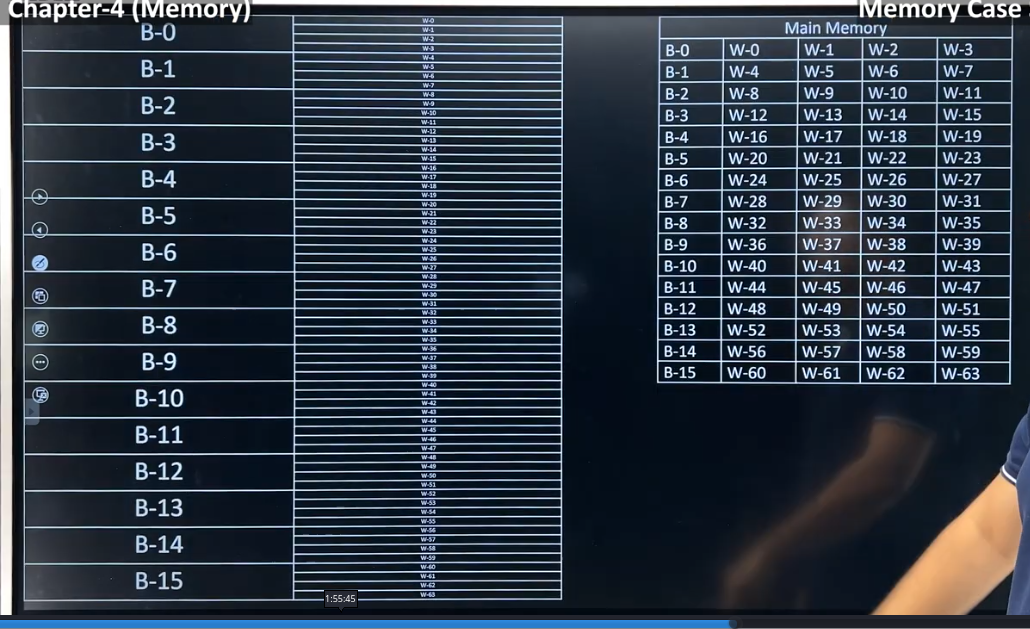 Chapter-4 (Memory)
Memory Case
B-0
B-1
B-2
B-3
B-4
B-5
B-6
B-7
B-8
B-9
B-10
B-11
B-12
B-13
B-14
B-15
W-0
W-1
W-2
W-3
W-4
W-5
W-6
W-7
W-8
W-9
W-10
W-11
W-12
W-13
W-14
W-15
W-16
W-17
W-18
W-19
W-20
W-21
W-22
W-23
W-24
W-25
W-26
W-27
W-28
W-29
W-30
W-31
W-32
W-33
W-34
W-35
W-36
W-37
W-38
W-39
W-40
W-41
W-42
W-43
W-44
W-45
W-46
W-47
W-48
W-49
W-50
W-51
W-52
W-53
W-54
W-55
W-56
W-57
W-58
W-59
W-60
W-61
W-62
W-63
Main Memory
B-0 W-0 W-1 W-2 W-3
B-1 W-4 W-5 W-6 W-7
B-2 W-8 W-9 W-10 W-11
B-3 W-12 W-13 W-14 W-15
B-4 W-16 W-17 W-18 W-19
B-5 W-20 W-21 W-22 W-23
B-6 W-24 W-25 W-26 W-27
B-7 W-28 W-29 W-30 W-31
B-8 W-32 W-33 W-34 W-35
B-9 W-36 W-37 W-38 W-39
B-10 W-40 W-41 W-42 W-43
B-11 W-44 W-45 W-46 W-47
B-12 W-48 W-49 W-50 W-51
B-13 W-52 W-53 W-54 W-55
B-14 W-56 W-57 W-58 W-59
B-15 W-60 W-61 W-62 W-63
1:55:45